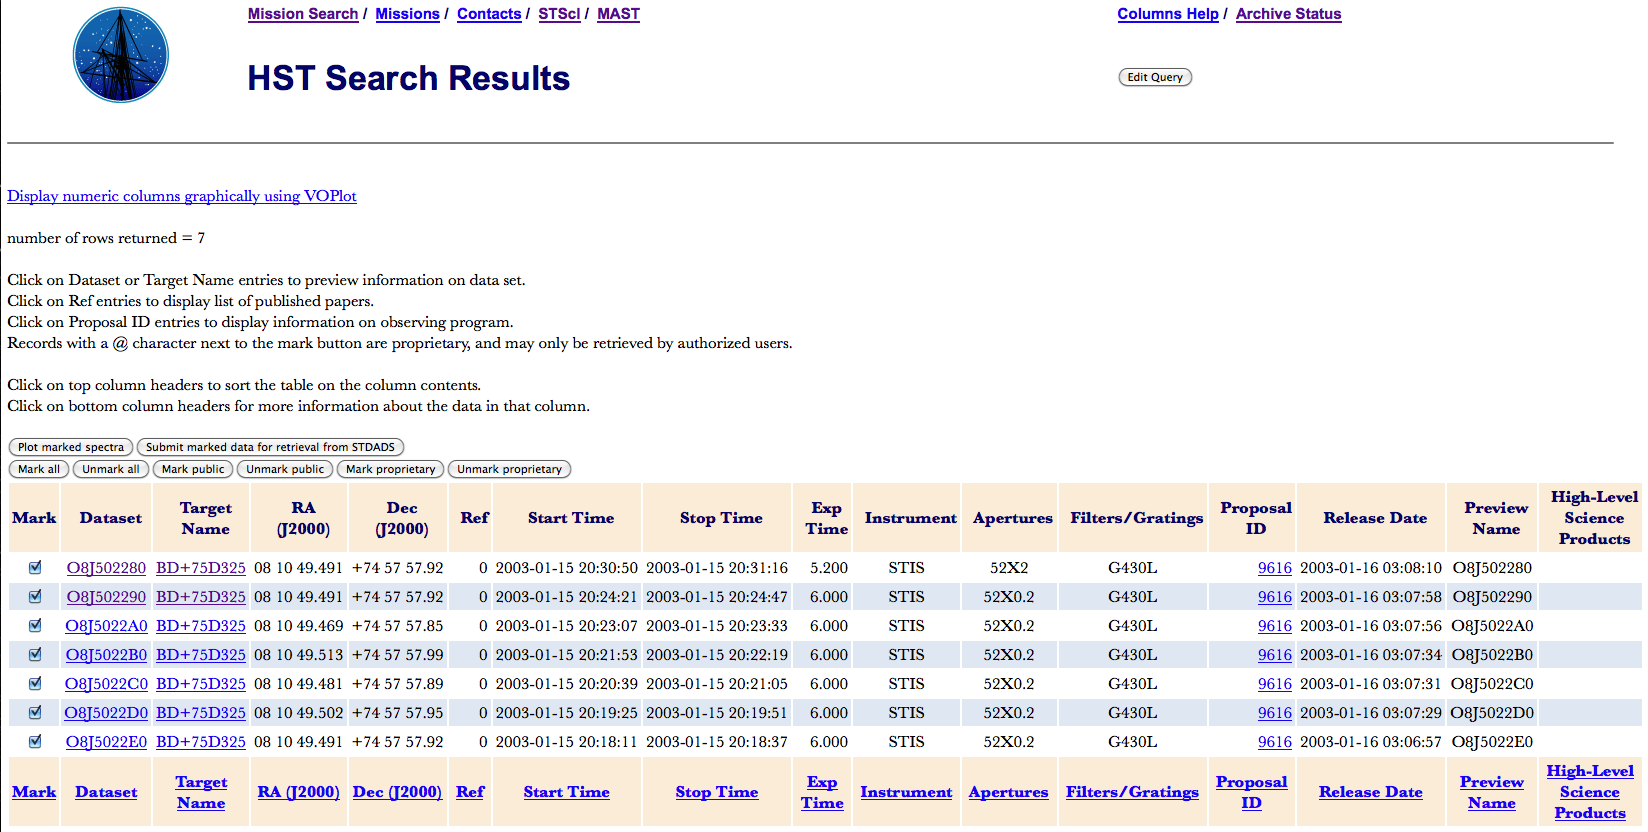 Mission Search / Missions / Contacts / STScI / MAST
Columns Help / Archive Status
HST Search Results
Edit Query
Display numeric columns graphically using VOPlot
number of rows returned = 7
Click on Dataset or Target Name entries to preview information on data set.
Click on Ref entries to display list of published papers.
Click on Proposal ID entries to display information on observing program.
Records with a @ character next to the mark button are proprietary, and may only be retrieved by authorized users.
Click on top column headers to sort the table on the column contents.
Click on bottom column headers for more information about the data in that column.
Plot marked spectra Submit marked data for retrieval from STDADS
Mark all Unmark all Mark public Unmark public Mark proprietary Unmark proprietary
Mark Dataset Target Name RA (J2000) Dec (J2000) Ref Start Time Stop Time Exp Time Instrument Apertures Filters/Gratings Proposal ID Release Date Preview Name High-Level Science Products
O8J502280 BD+75D325 08 10 49.491 +74 57 57.92 0 2003-01-15 20:30:50 2003-01-15 20:31:16 5.200 STIS 52X2 G430L 9616 2003-01-16 03:08:10 O8J502280
O8J502290 BD+75D325 08 10 49.491 +74 57 57.92 0 2003-01-15 20:24:21 2003-01-15 20:24:47 6.000 STIS 52X0.2 G430L 9616 2003-01-16 03:07:58 O8J502290
O8J5022A0 BD+75D325 08 10 49.469 +74 57 57.85 0 2003-01-15 20:23:07 2003-01-15 20:23:33 6.000 STIS 52X0.2 G430L 9616 2003-01-16 03:07:56 O8J5022A0
O8J5022B0 BD+75D325 08 10 49.513 +74 57 57.99 0 2003-01-15 20:21:53 2003-01-15 20:22:19 6.000 STIS 52X0.2 G430L 9616 2003-01-16 03:07:34 O8J5022B0
O8J5022C0 BD+75D325 08 10 49.481 +74 57 57.89 0 2003-01-15 20:20:39 2003-01-15 20:21:05 6.000 STIS 52X0.2 G430L 9616 2003-01-16 03:07:31 O8J5022C0
O8J5022D0 BD+75D325 08 10 49.502 +74 57 57.95 0 2003-01-15 20:19:25 2003-01-15 20:19:51 6.000 STIS 52X0.2 G430L 9616 2003-01-16 03:07:29 O8J5022D0
O8J5022E0 BD+75D325 08 10 49.491 +74 57 57.92 0 2003-01-15 20:18:11 2003-01-15 20:18:37 6.000 STIS 52X0.2 G430L 9616 2003-01-16 03:06:57 O8J5022E0
Mark Dataset Target Name RA (J2000) Dec (J2000) Ref Start Time Stop Time Exp Time Instrument Apertures Filters/Gratings Proposal ID Release Date Preview Name High-Level Science Products